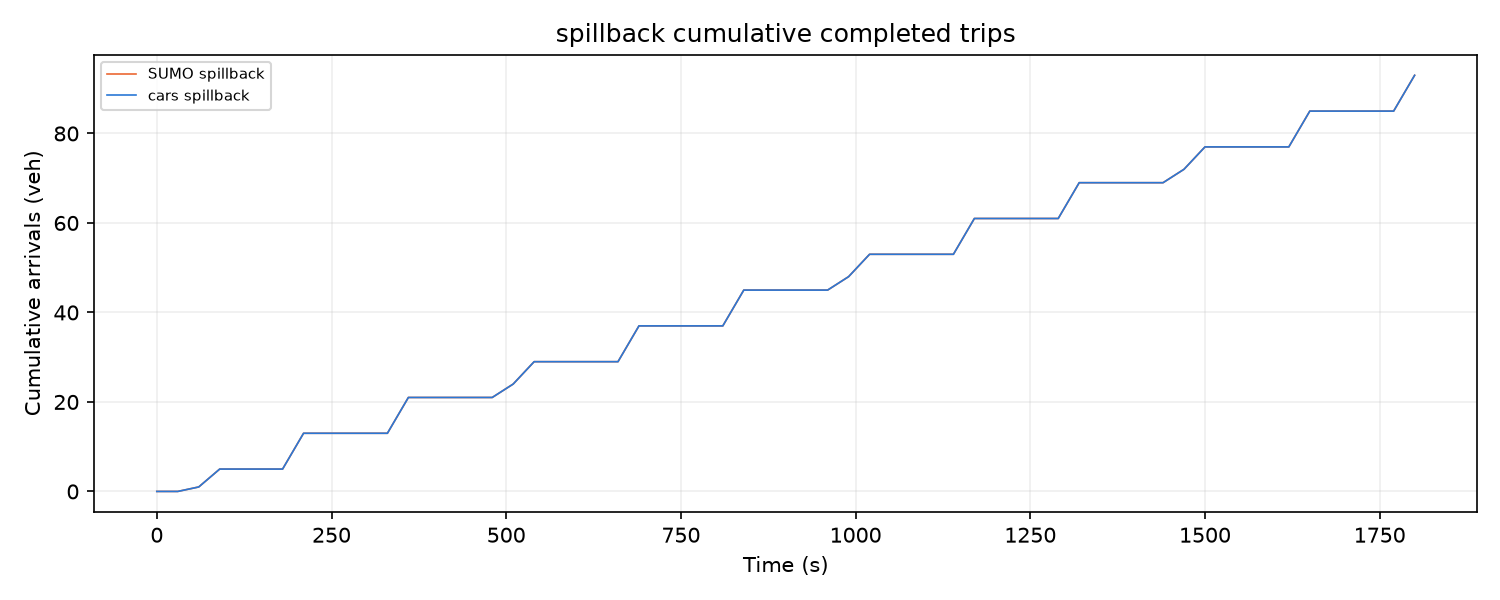 spillback cumulative completed trips
SUMO spillback
cars spillback
Cumulative arrivals (veh)
80
60
40
20
0
0 250 500 750 1000 1250 1500 1750
Time (s)